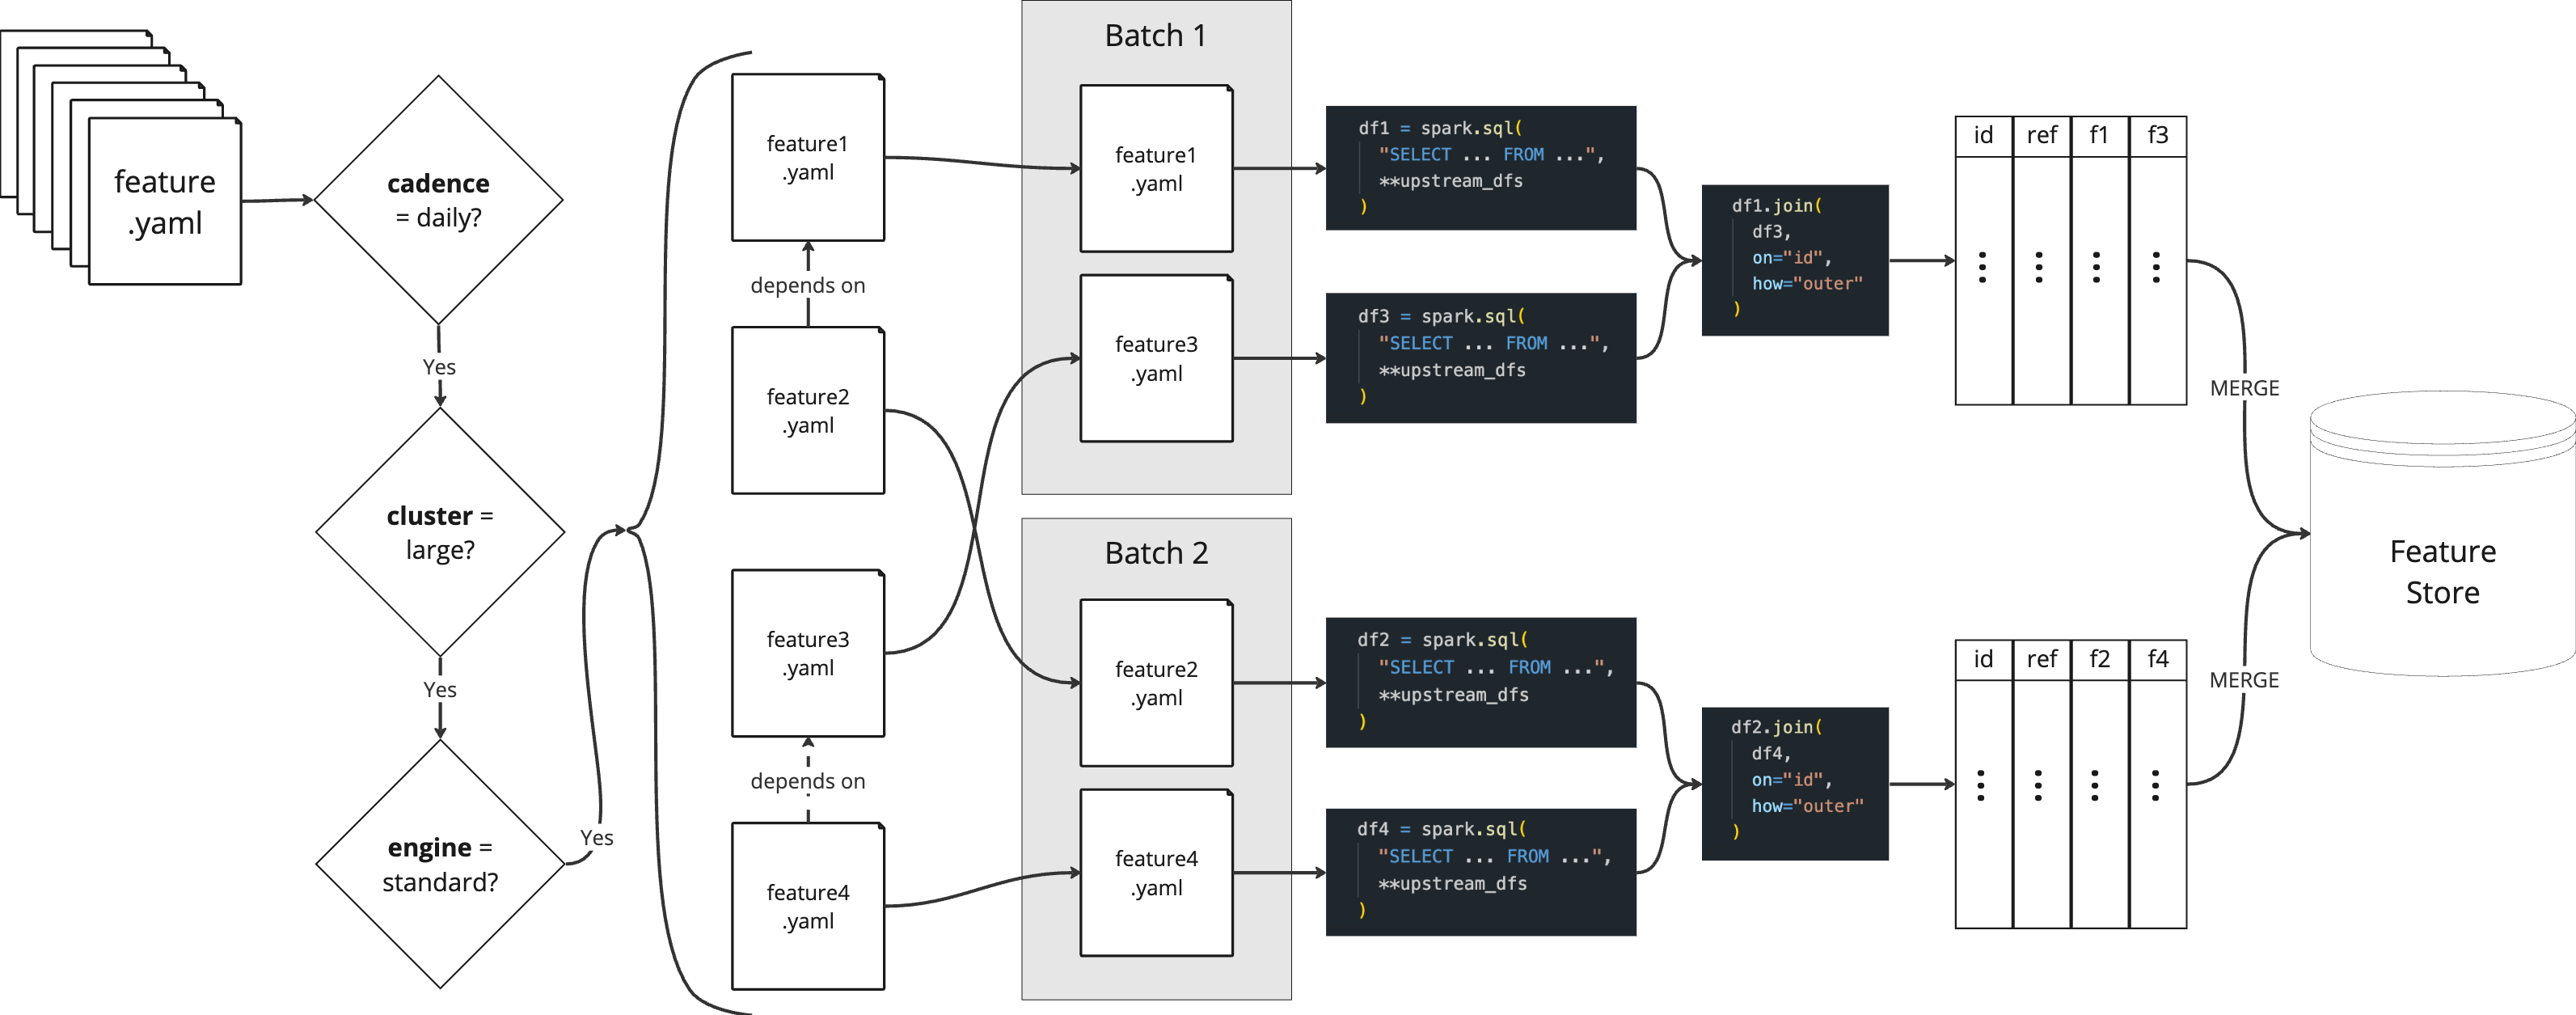 feature
.yaml
cadence
= daily?
Yes
cluster =
large?
Yes
engine =
standard?
Yes
feature1
.yaml
depends on
feature2
.yaml
feature3
.yaml
depends on
feature4
.yaml
Batch 1
feature1
.yaml
feature3
.yaml
Batch 2
feature2
.yaml
feature4
.yaml
df1 = spark.sql(
"SELECT ... FROM ...",
**upstream_dfs
)
df3 = spark.sql(
"SELECT ... FROM ...",
**upstream_dfs
)
df2 = spark.sql(
"SELECT ... FROM ...",
**upstream_dfs
)
df4 = spark.sql(
"SELECT ... FROM ...",
**upstream_dfs
)
df1.join(
df3,
on="id",
how="outer"
)
df2.join(
df4,
on="id",
how="outer"
)
id ref f1 f3
id ref f2 f4
MERGE
MERGE
Feature
Store